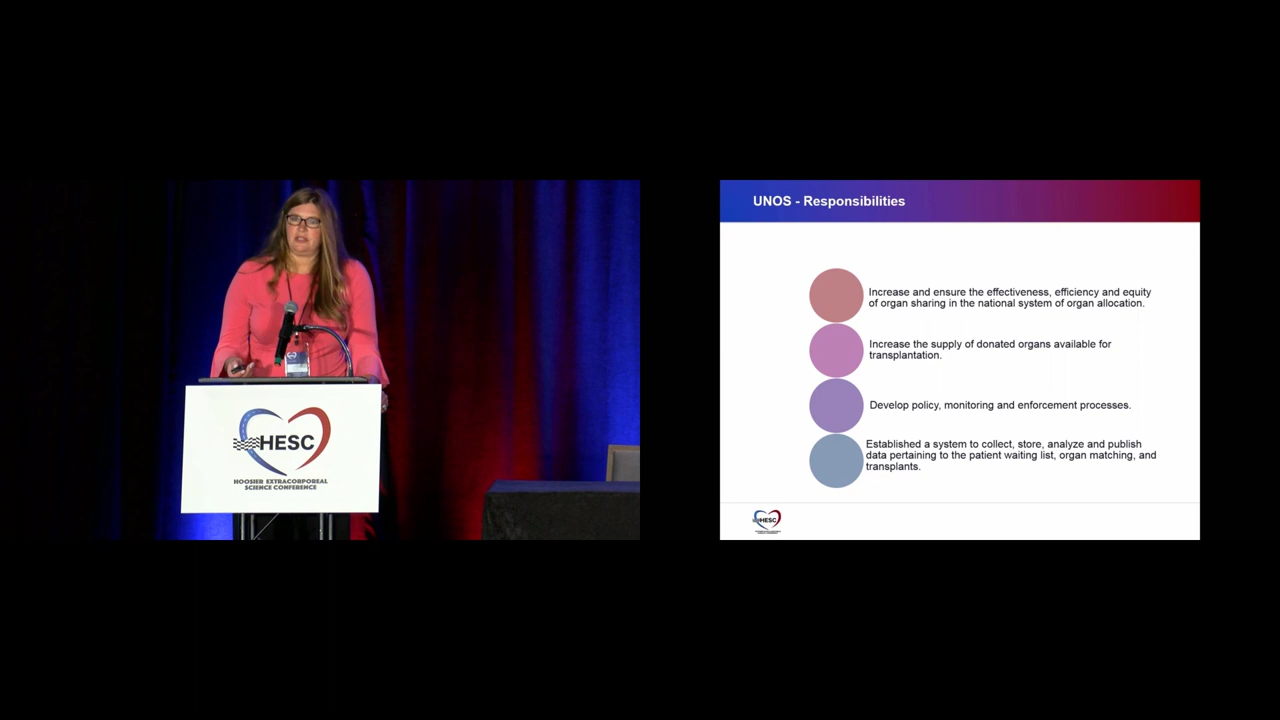 HESC
HOOSIER EXTRACORPOREAL
SCIENCE CONFERENCE
UNOS - Responsibilities
Increase and ensure the effectiveness, efficiency and equity
of organ sharing in the national system of organ allocation.
Increase the supply of donated organs available for
transplantation.
Develop policy, monitoring and enforcement processes.
Established a system to collect, store, analyze and publish
data pertaining to the patient waiting list, organ matching, and
transplants.
HESC